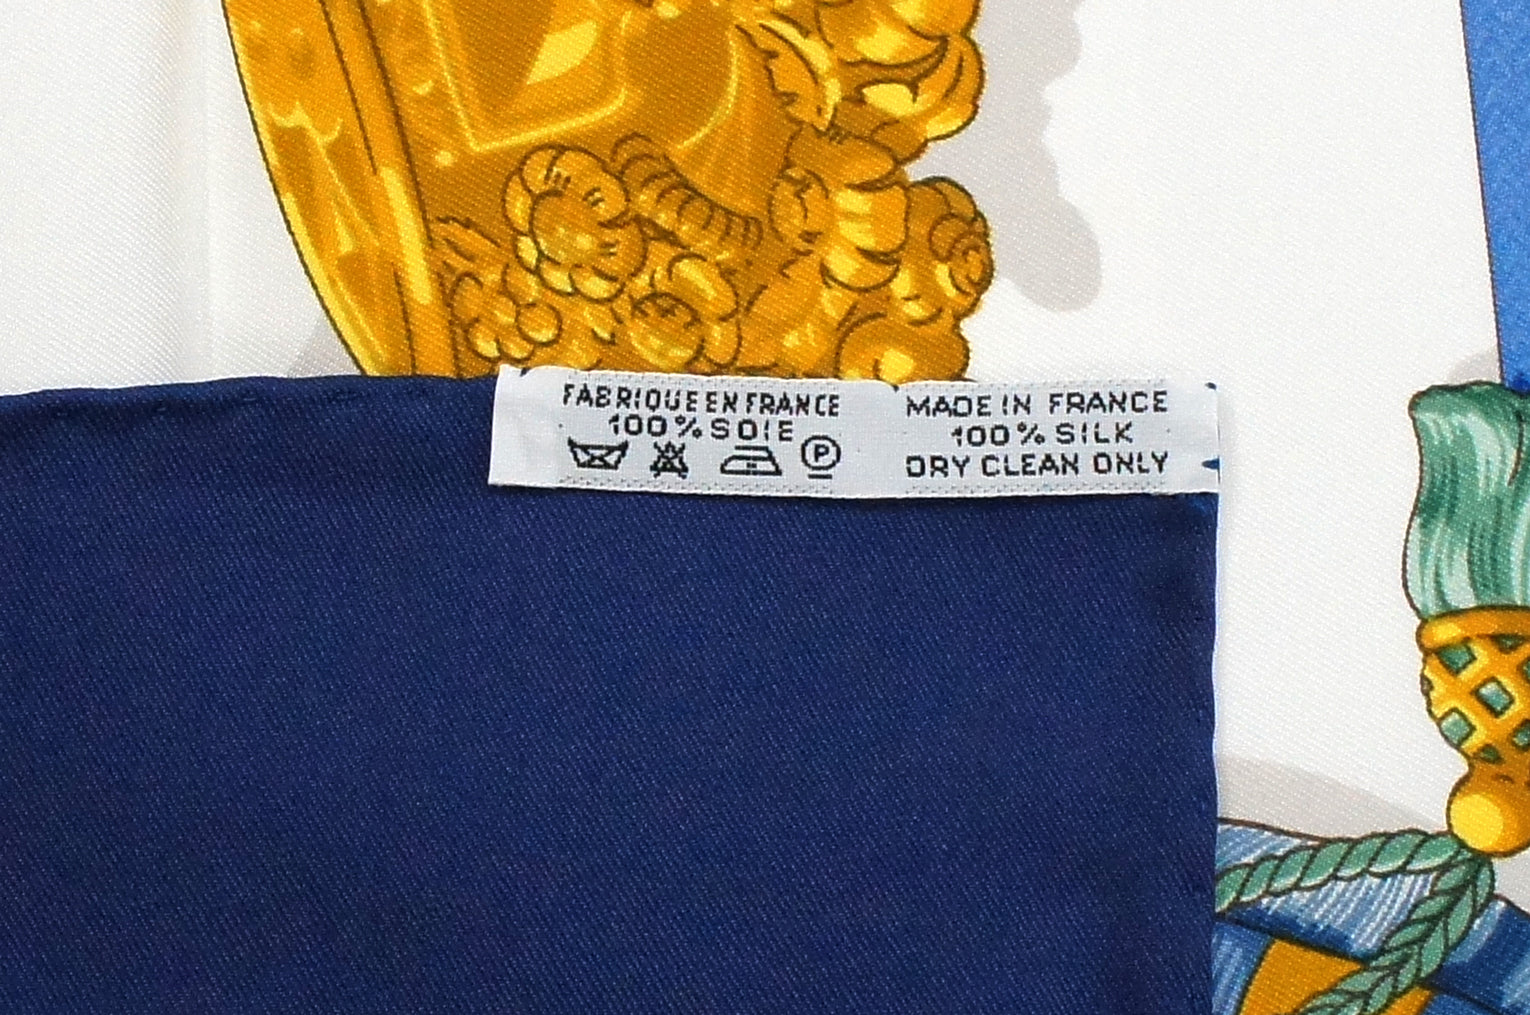 FABRIQUE EN FRANCE
100% SOIE
P
MADE IN FRANCE
100% SILK
DRY CLEAN ONLY